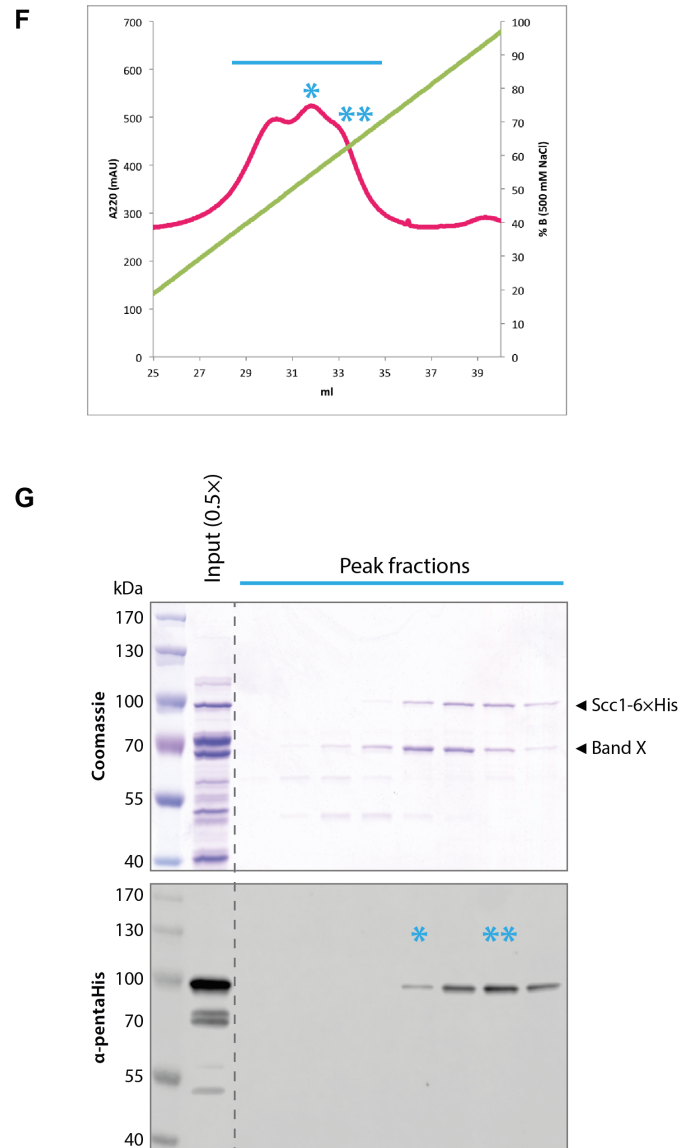 F
700
600
500
400
300
200
100
0
A220 (mAU)
100
90
80
70
60
50
40
30
20
10
0
% B (500 mM NaCl)
25 27 29 31 33 35 37 39
ml
*
**
G
Input (0.5×)
Peak fractions
kDa
170
130
100
70
55
40
Coomassie
◄ Scc1-6×His
◄ Band X
170
130
100
70
55
40
α-pentaHis
*
**